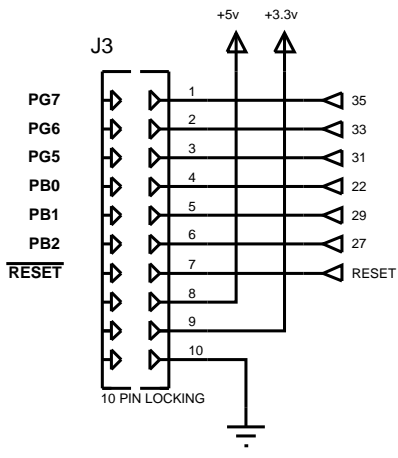 +5v +3.3v
J3
PG7 1 35
PG6 2 33
PG5 3 31
PB0 4 22
PB1 5 29
PB2 6 27
RESET 7 RESET
8
9
10
10 PIN LOCKING